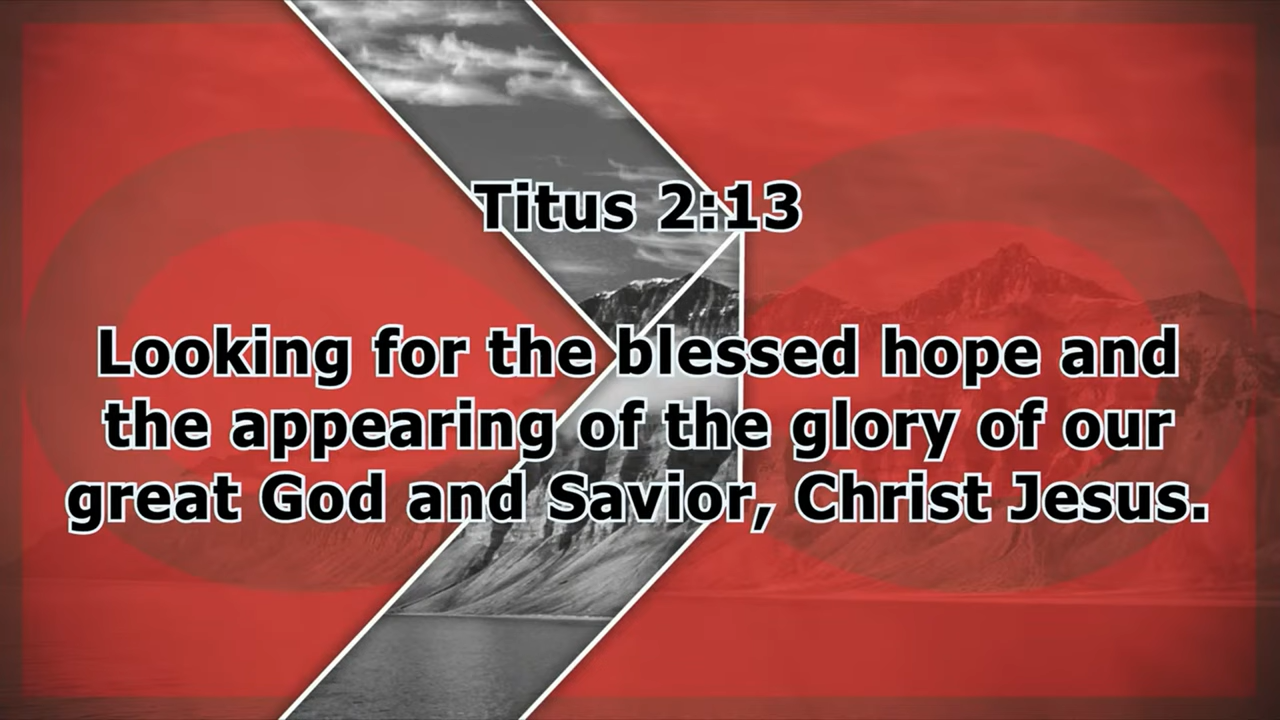 Titus 2:13
Looking for the blessed hope and
the appearing of the glory of our
great God and Savior, Christ Jesus.